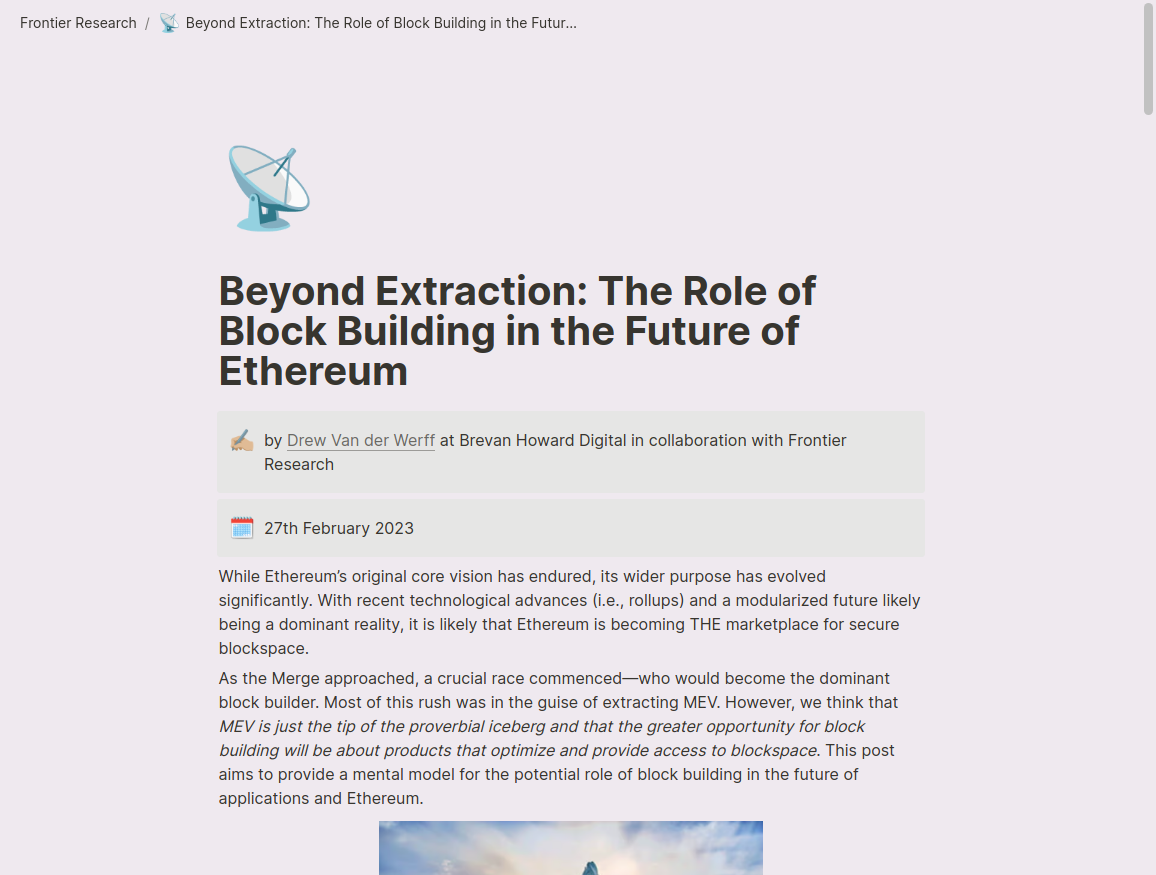 Frontier Research / Beyond Extraction: The Role of Block Building in the Futur...
Beyond Extraction: The Role of
Block Building in the Future of
Ethereum
by Drew Van der Werff at Brevan Howard Digital in collaboration with Frontier
Research
27th February 2023
While Ethereum’s original core vision has endured, its wider purpose has evolved
significantly. With recent technological advances (i.e., rollups) and a modularized future likely
being a dominant reality, it is likely that Ethereum is becoming THE marketplace for secure
blockspace.
As the Merge approached, a crucial race commenced—who would become the dominant
block builder. Most of this rush was in the guise of extracting MEV. However, we think that
MEV is just the tip of the proverbial iceberg and that the greater opportunity for block
building will be about products that optimize and provide access to blockspace. This post
aims to provide a mental model for the potential role of block building in the future of
applications and Ethereum.